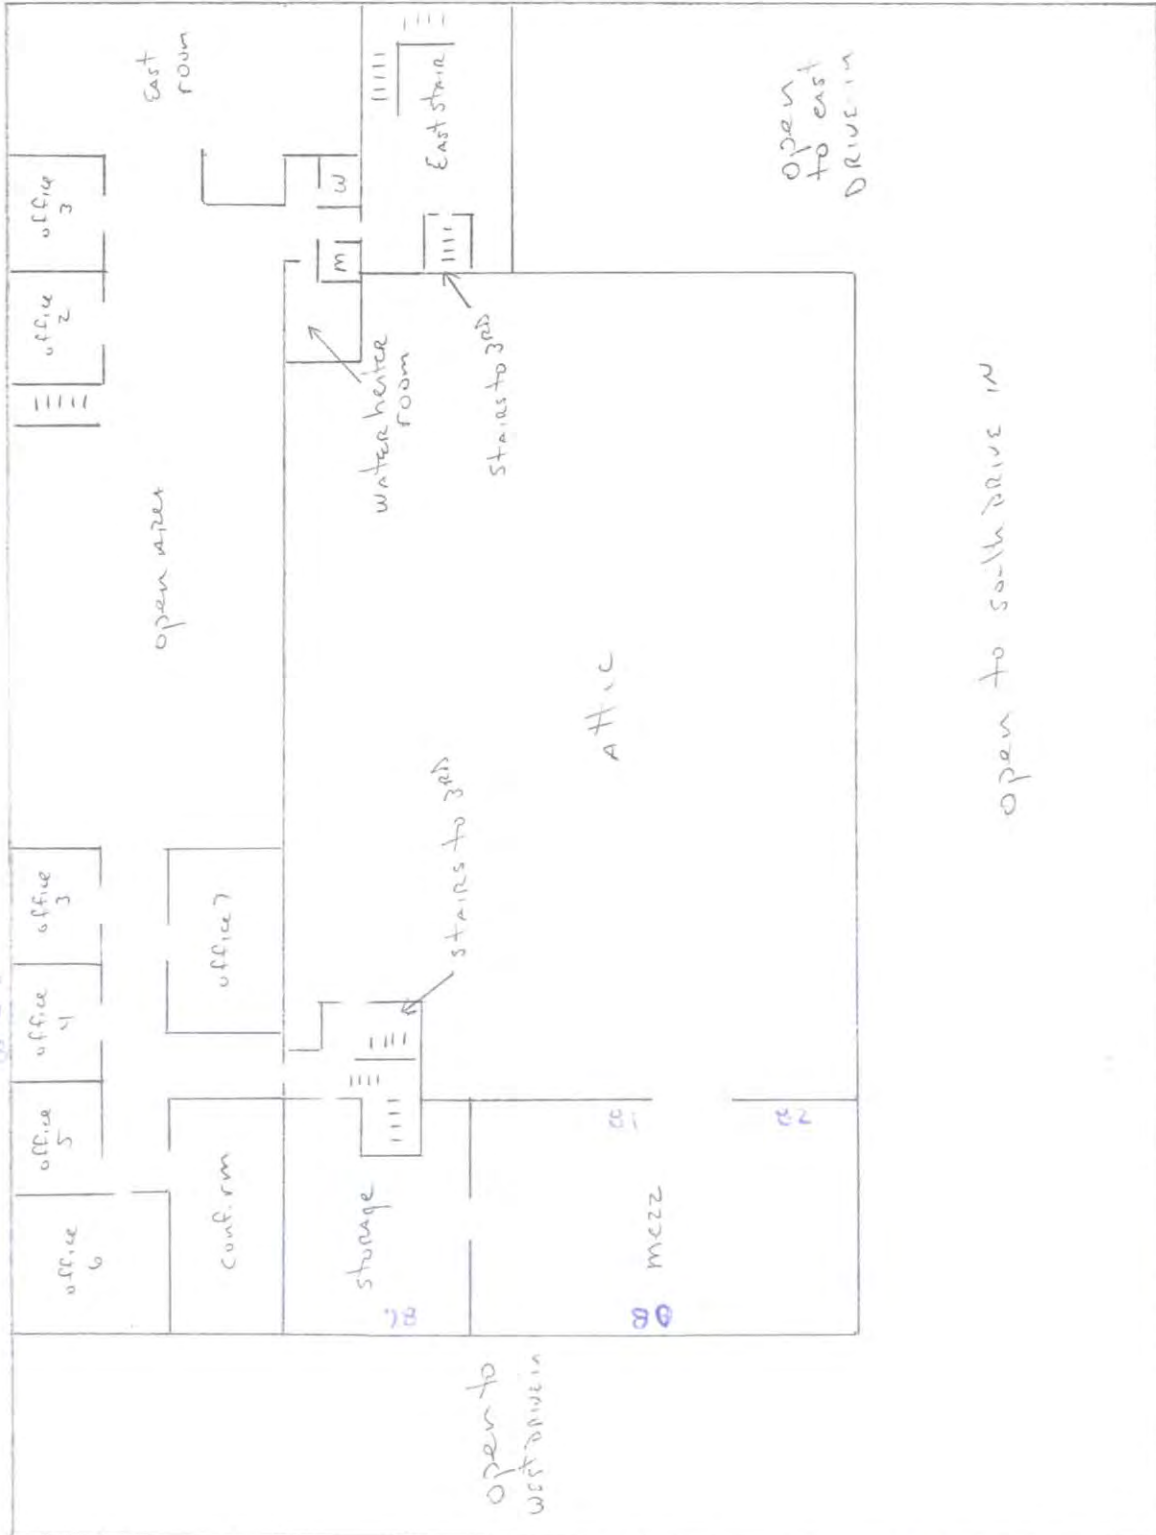 office
6
office
5
office
4
office
3
office
2
office
3
East
room
conf. rm
office 7
open area
M
W
storage
Stairs to 3RD
water heater
room
Stairs to 3RD
East Stair
mezz
Attic
open to
west DRIVE in
open to south DRIVE IN
open
to east
DRIVE in